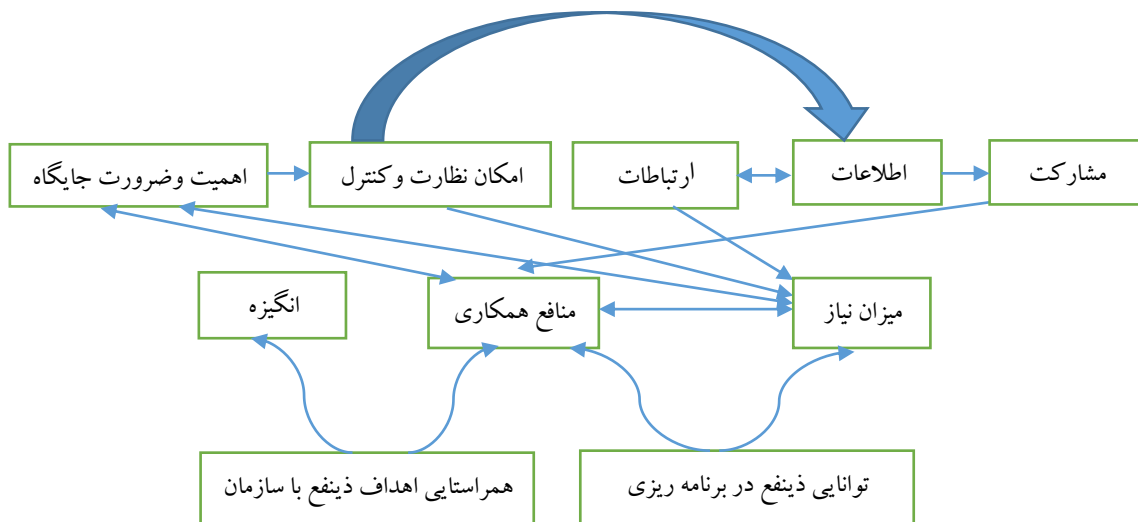 مشارکت
اطلاعات
ارتباطات
امکان نظارت وکنترل
اهمیت وضرورت جایگاه
میزان نیاز
منافع همکاری
انگیزه
توانایی ذینفع در برنامه ریزی
همراستایی اهداف ذینفع با سازمان